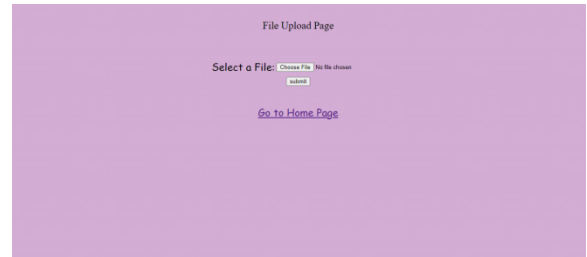 File Upload Page
Select a File: Choose File No file chosen
submit
Go to Home Page